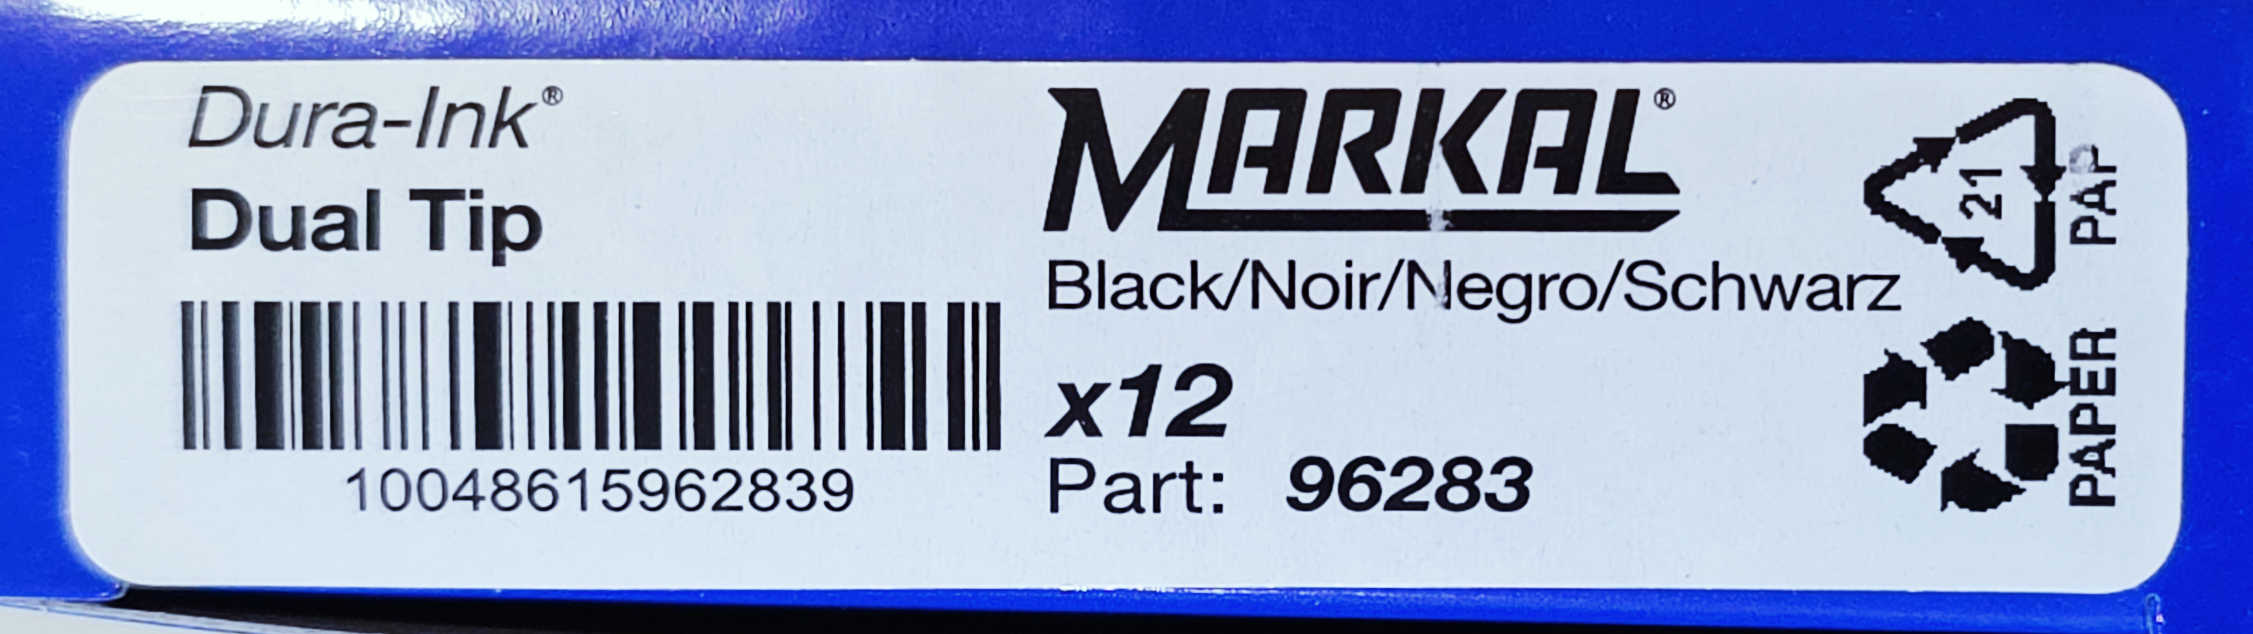 Dura-Ink®
Dual Tip
10048615962839
MARKAL®
Black/Noir/Negro/Schwarz
x12
Part: 96283
21
PAP
PAPER